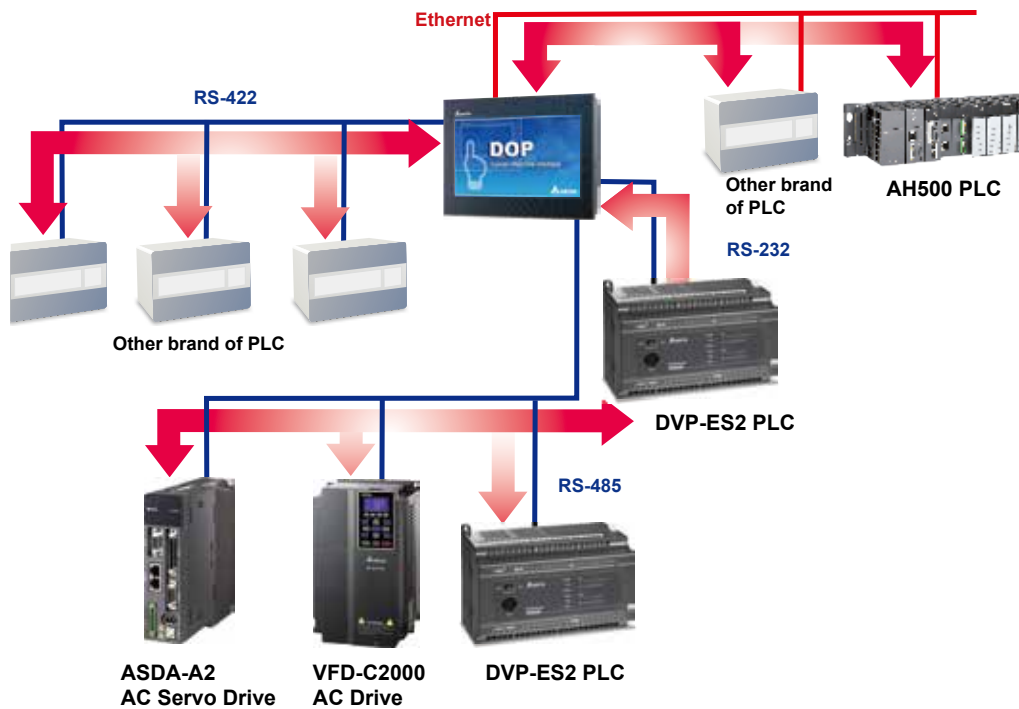 Ethernet
RS-422
DOP
Other brand
of PLC
AH500 PLC
RS-232
Other brand of PLC
DVP-ES2 PLC
RS-485
ASDA-A2
AC Servo Drive
VFD-C2000
AC Drive
DVP-ES2 PLC